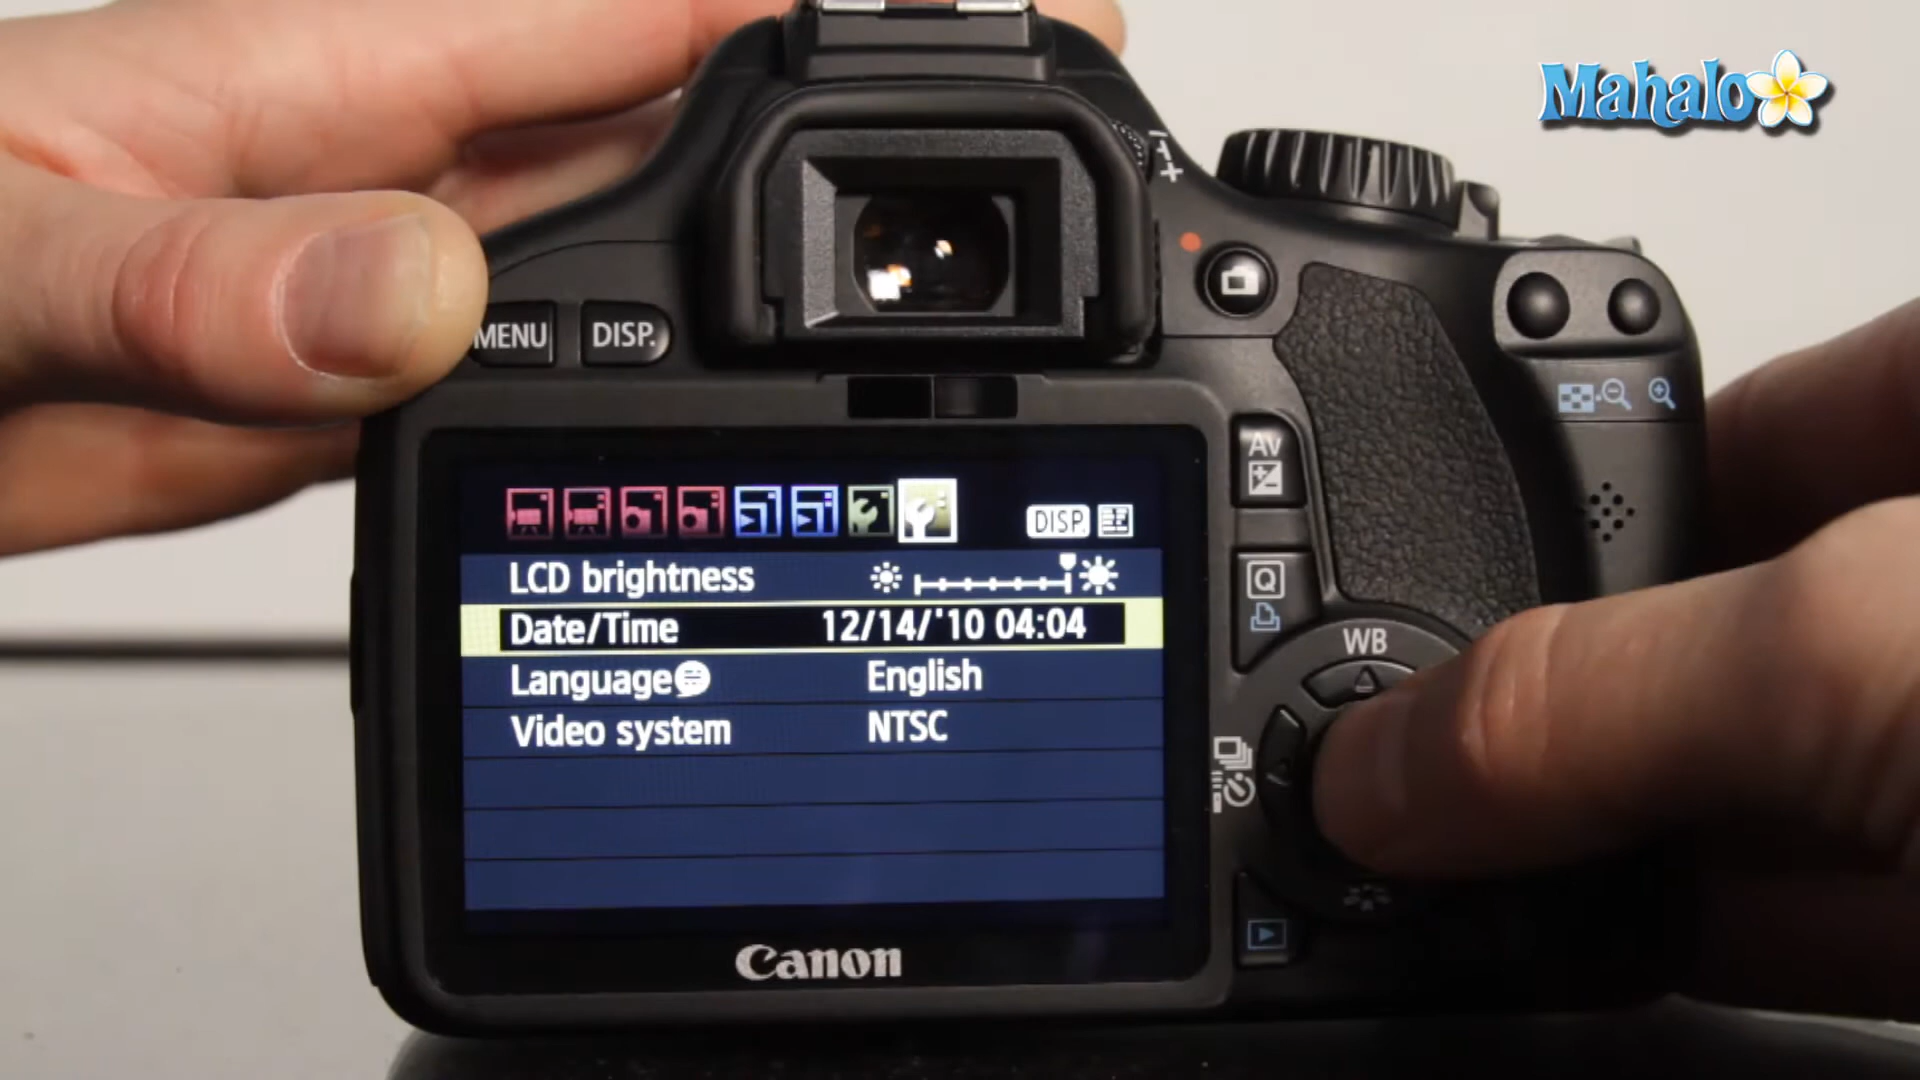 Mahalo
MENU DISP.
Av
Q
WB
DISP.
LCD brightness
Date/Time 12/14/'10 04:04
Language English
Video system NTSC
Canon